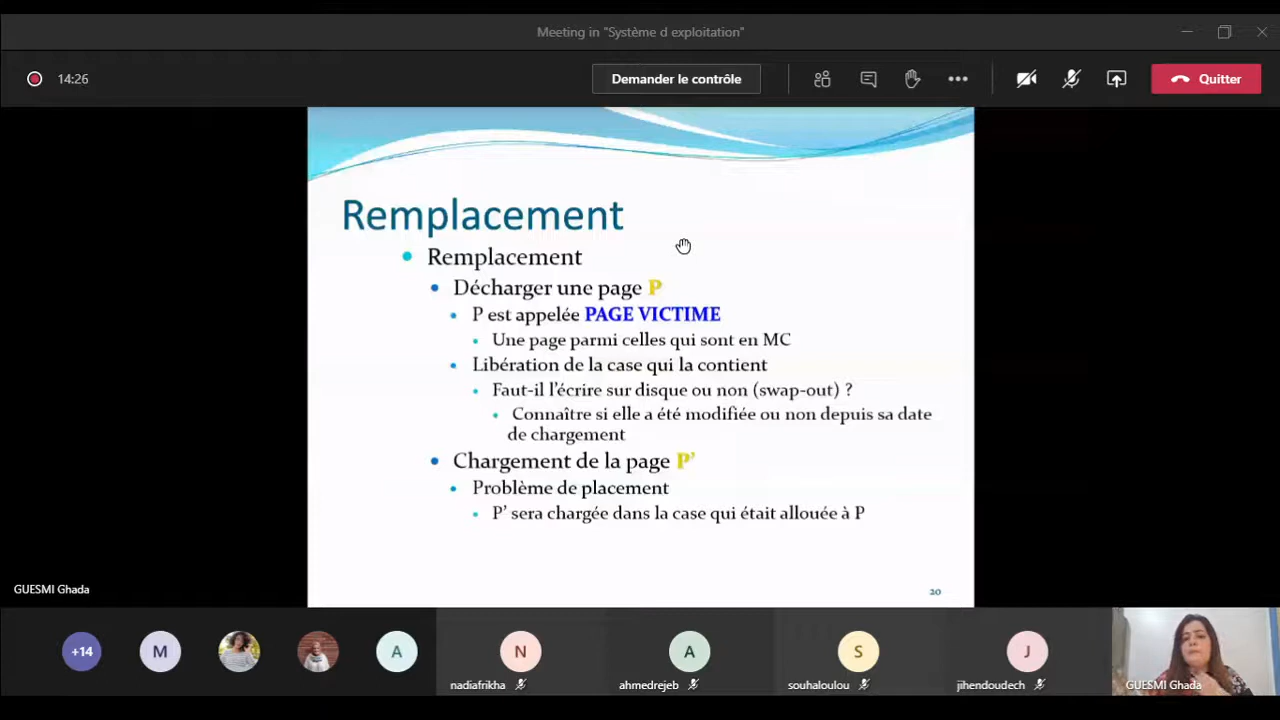 Meeting in "Système d exploitation"
14:26
Demander le contrôle
Quitter
Remplacement
Remplacement
Décharger une page P
P est appelée PAGE VICTIME
Une page parmi celles qui sont en MC
Libération de la case qui la contient
Faut-il l'écrire sur disque ou non (swap-out) ?
Connaître si elle a été modifiée ou non depuis sa date
de chargement
Chargement de la page P'
Problème de placement
P' sera chargée dans la case qui était allouée à P
20
GUESMI Ghada
+14
M
A
N
A
S
J
nadiafrikha
ahmedrejeb
souhaloulou
jihendoudech
GUESMI Ghada